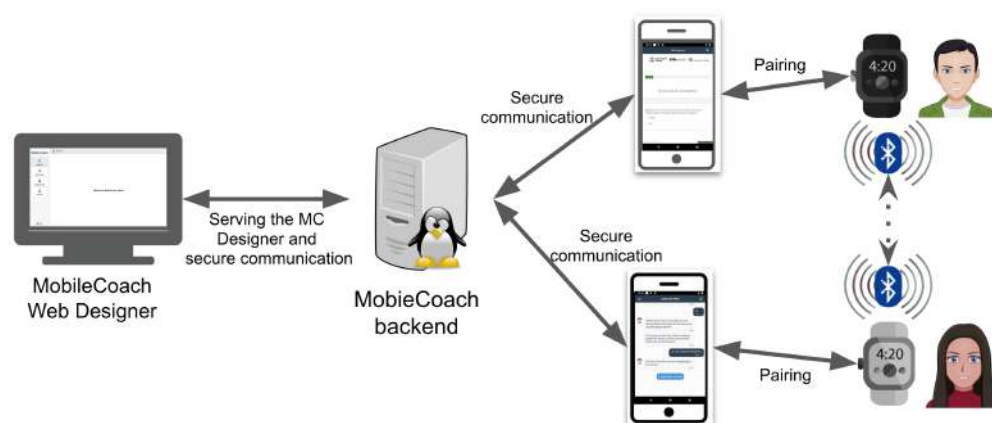 Pairing
4:20
Secure
communication
Serving the MC
Designer and
secure communication
MobileCoach
Web Designer
MobieCoach
backend
Secure
communication
4:20
Pairing